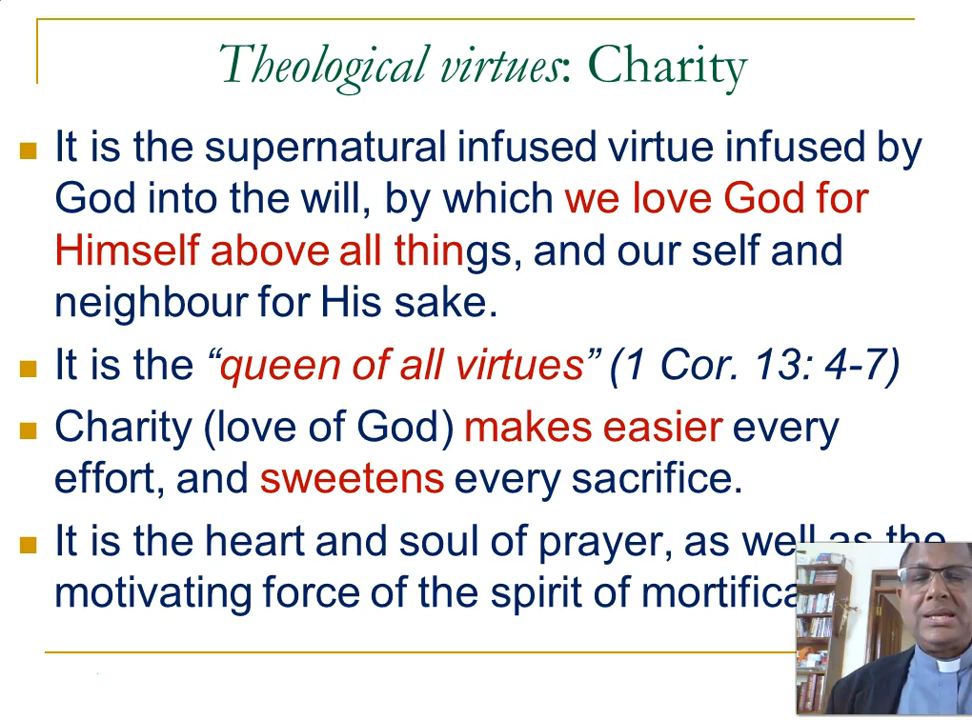 Theological virtues: Charity
It is the supernatural infused virtue infused by
God into the will, by which we love God for
Himself above all things, and our self and
neighbour for His sake.
It is the “queen of all virtues” (1 Cor. 13: 4-7)
Charity (love of God) makes easier every
effort, and sweetens every sacrifice.
It is the heart and soul of prayer, as well as the
motivating force of the spirit of